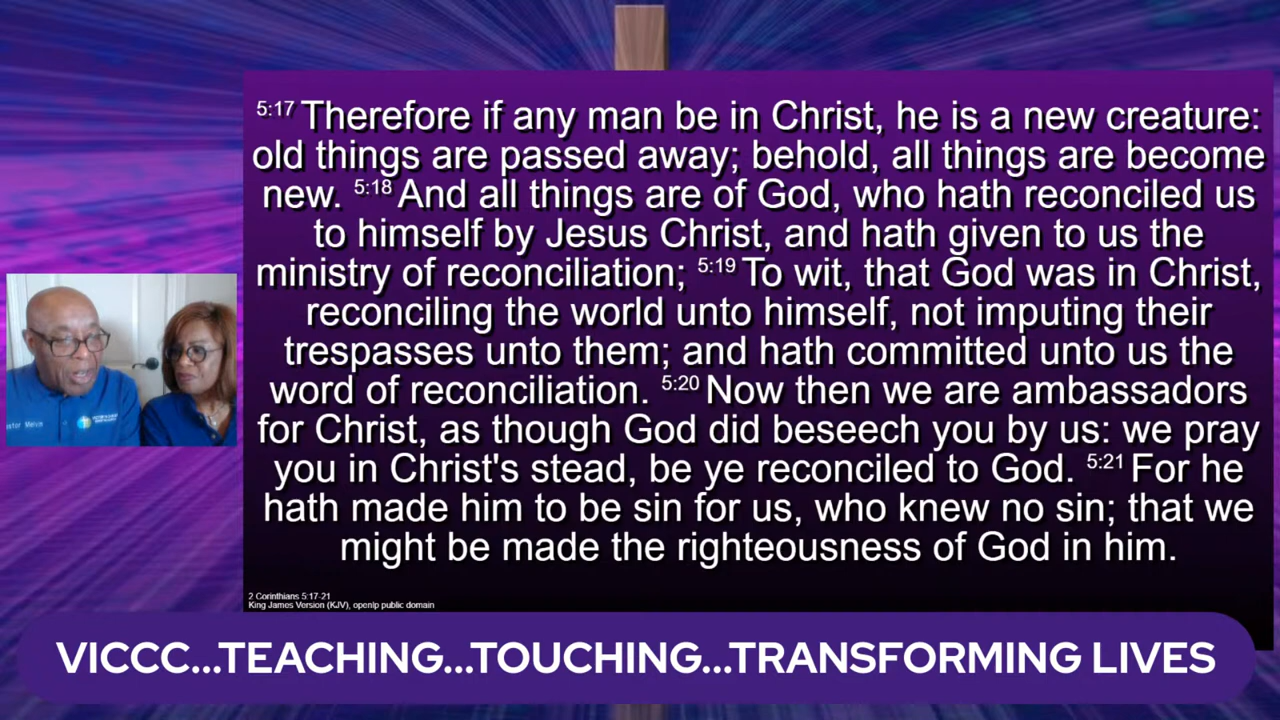 5:17 Therefore if any man be in Christ, he is a new creature:
old things are passed away; behold, all things are become
new. 5:18 And all things are of God, who hath reconciled us
to himself by Jesus Christ, and hath given to us the
ministry of reconciliation; 5:19 To wit, that God was in Christ,
reconciling the world unto himself, not imputing their
trespasses unto them; and hath committed unto us the
word of reconciliation. 5:20 Now then we are ambassadors
for Christ, as though God did beseech you by us: we pray
you in Christ's stead, be ye reconciled to God. 5:21 For he
hath made him to be sin for us, who knew no sin; that we
might be made the righteousness of God in him.
2 Corinthians 5:17-21
King James Version (KJV), openlp public domain
VICCC...TEACHING...TOUCHING...TRANSFORMING LIVES